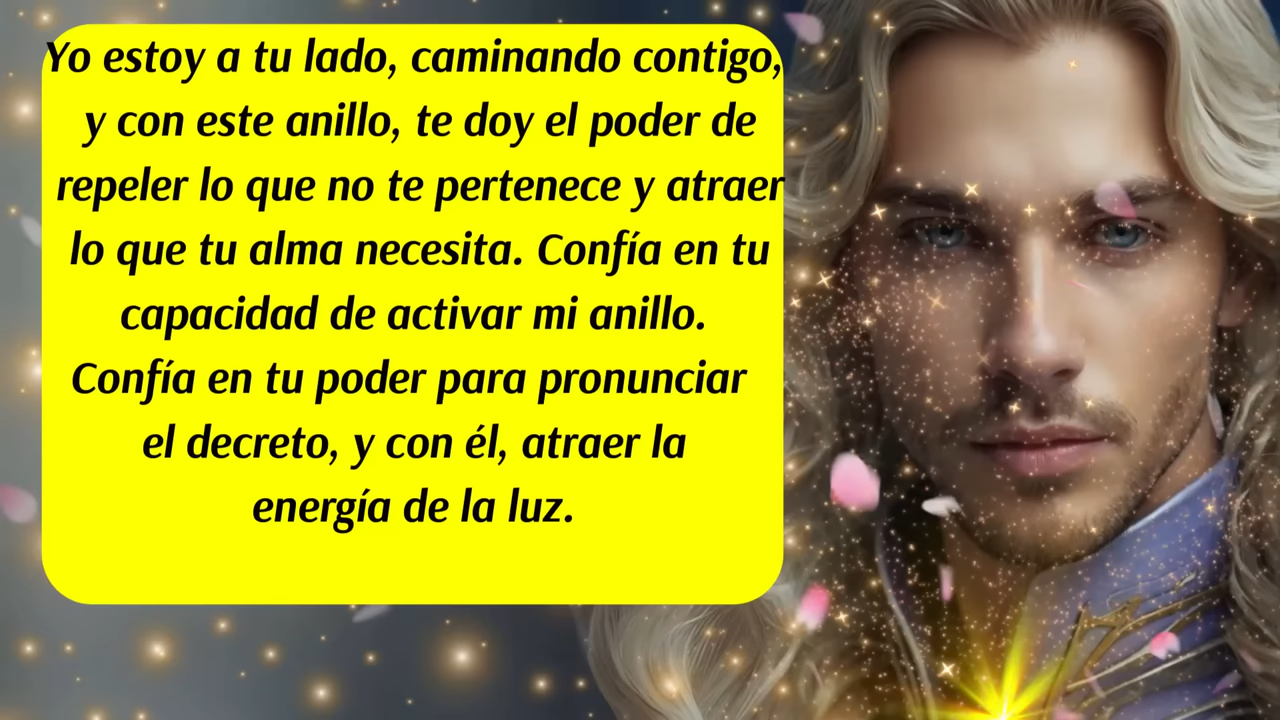 Yo estoy a tu lado, caminando contigo,
y con este anillo, te doy el poder de
repeler lo que no te pertenece y atraer
lo que tu alma necesita. Confía en tu
capacidad de activar mi anillo.
Confía en tu poder para pronunciar
el decreto, y con él, atraer la
energía de la luz.